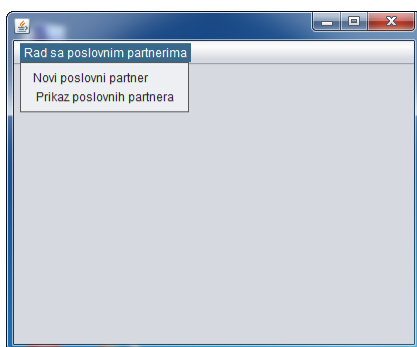 Rad sa poslovnim partnerima
Novi poslovni partner
Prikaz poslovnih partnera